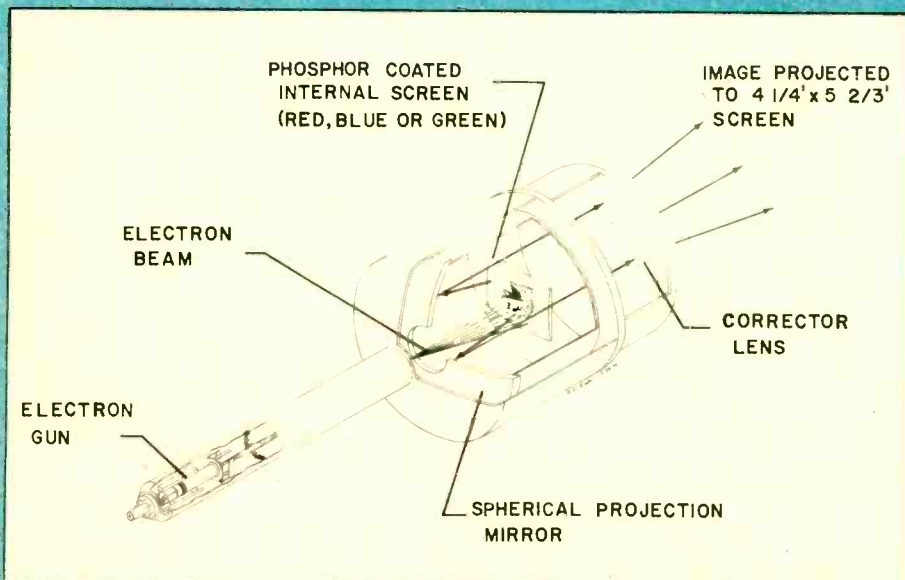 PHOSPHOR COATED
INTERNAL SCREEN
(RED, BLUE OR GREEN)
IMAGE PROJECTED
TO 4 1/4' x 5 2/3'
SCREEN
ELECTRON
BEAM
CORRECTOR
LENS
ELECTRON
GUN
SPHERICAL PROJECTION
MIRROR